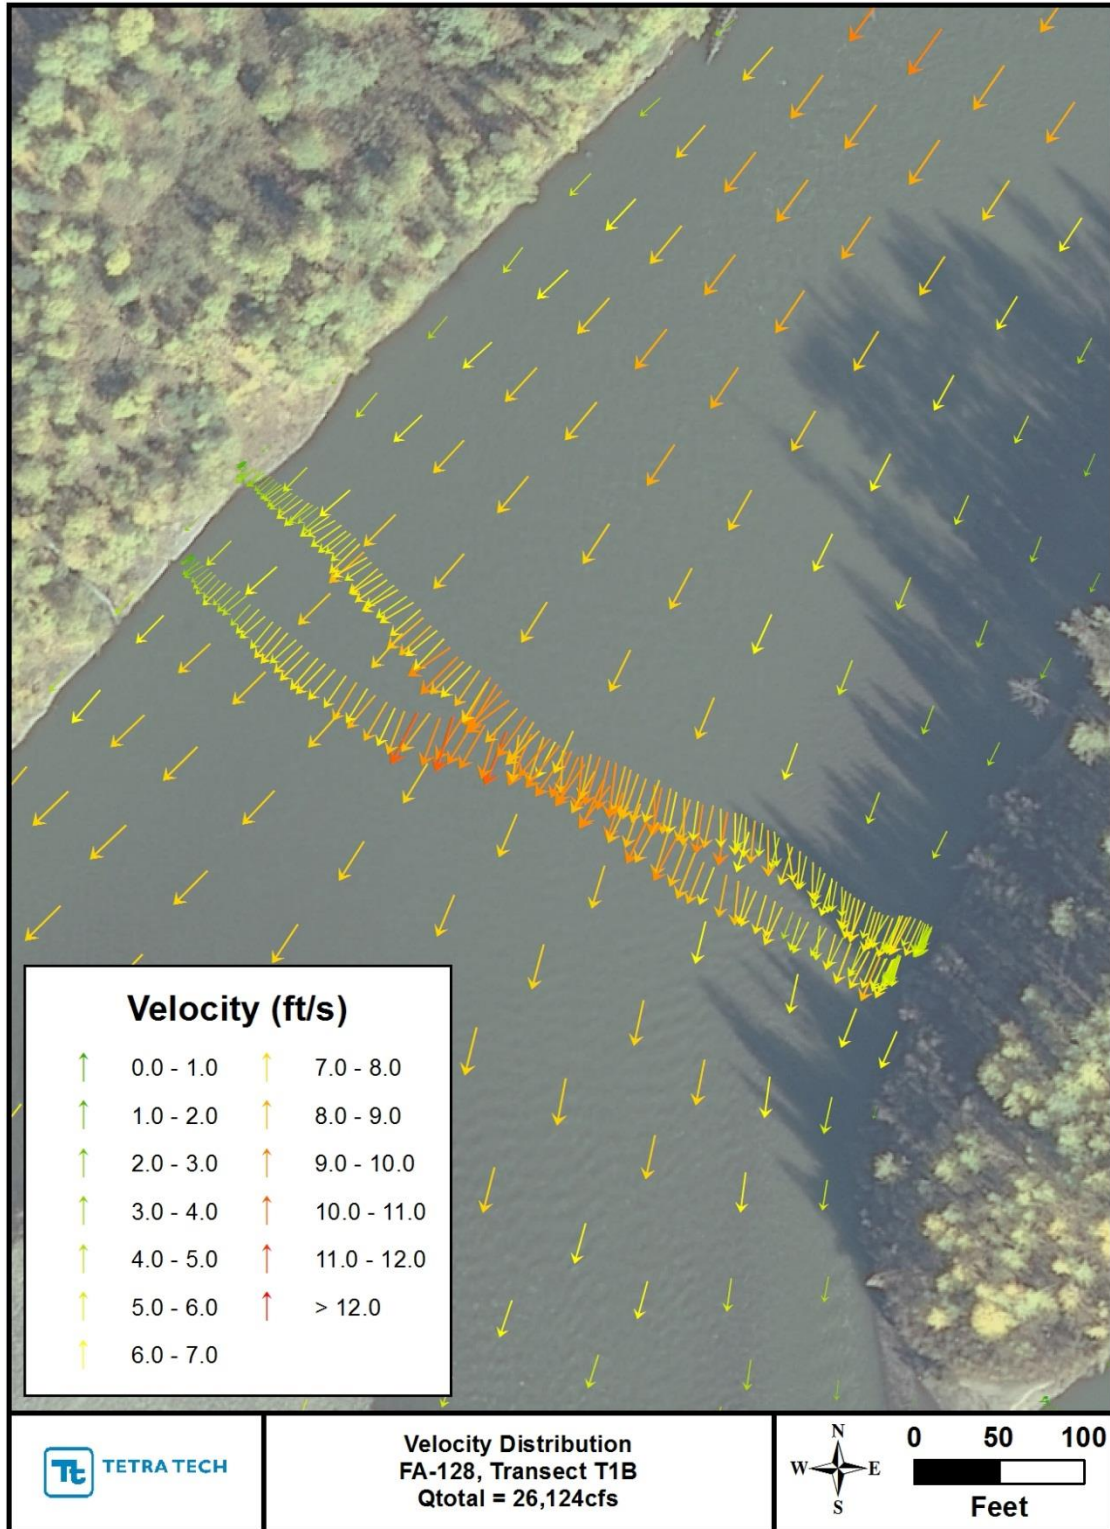 Velocity (ft/s)
0.0 - 1.0
1.0 - 2.0
2.0 - 3.0
3.0 - 4.0
4.0 - 5.0
5.0 - 6.0
6.0 - 7.0
7.0 - 8.0
8.0 - 9.0
9.0 - 10.0
10.0 - 11.0
11.0 - 12.0
> 12.0
Tt TETRA TECH
Velocity Distribution
FA-128, Transect T1B
Qtotal = 26,124cfs
N
W E
S
0 50 100
Feet